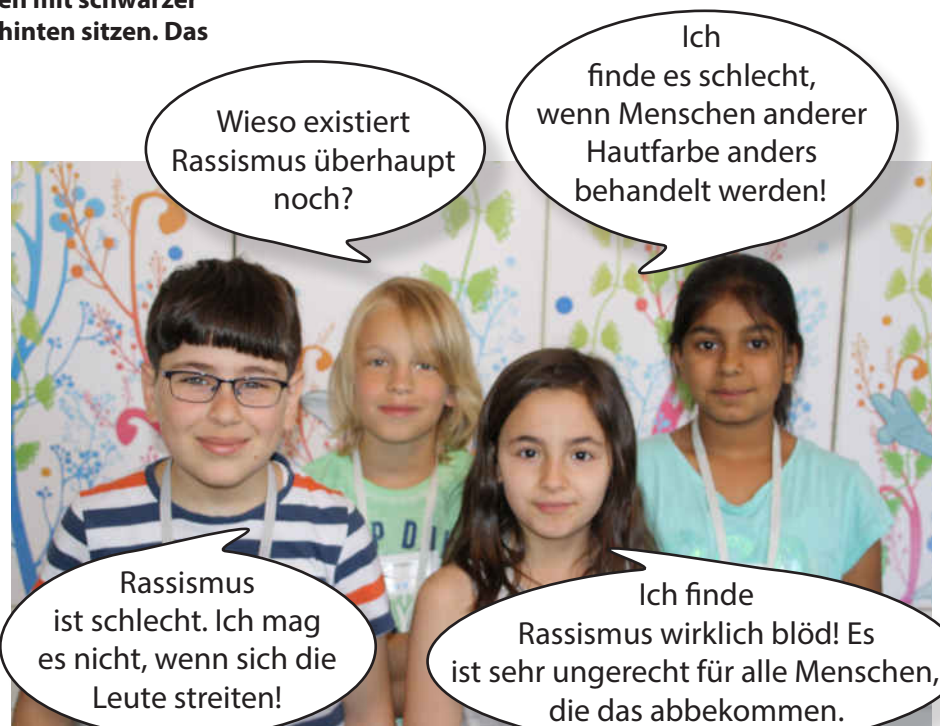 en mit schwarzer
hinten sitzen. Das
Wieso existiert
Rassismus überhaupt
noch?
Ich
finde es schlecht,
wenn Menschen anderer
Hautfarbe anders
behandelt werden!
Rassismus
ist schlecht. Ich mag
es nicht, wenn sich die
Leute streiten!
Ich finde
Rassismus wirklich blöd! Es
ist sehr ungerecht für alle Menschen,
die das abbekommen.